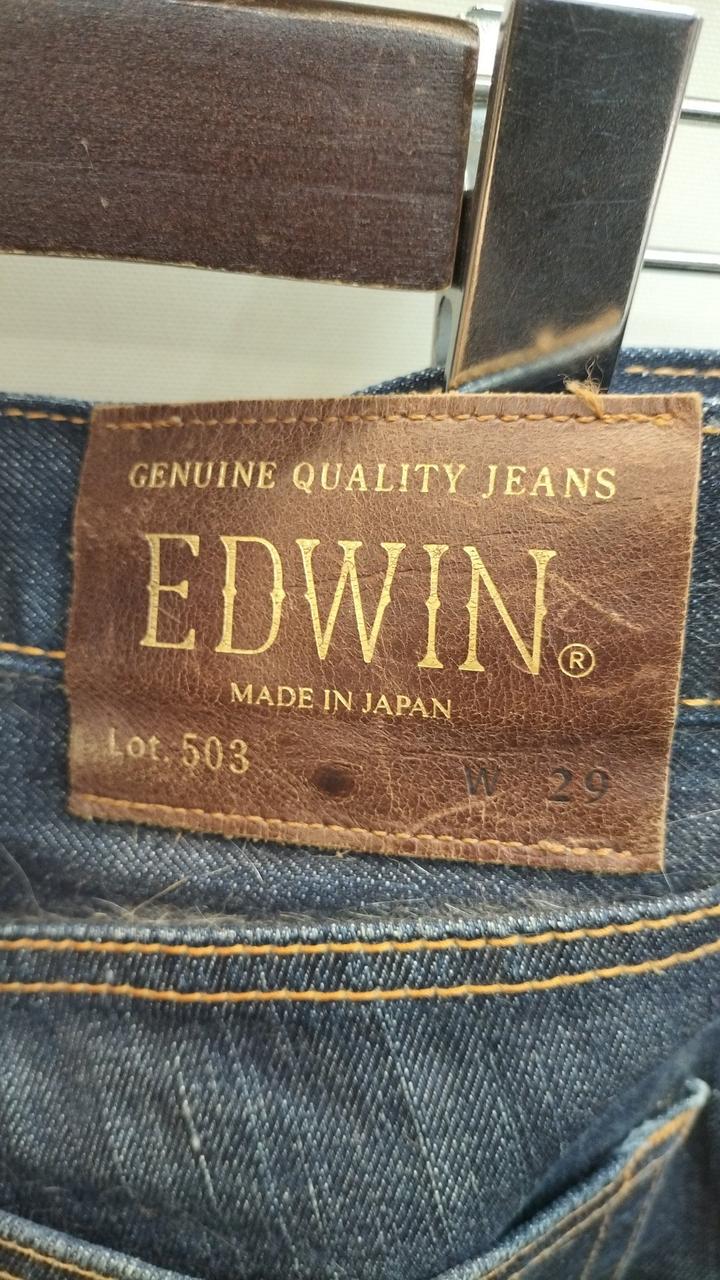 GENUINE QUALITY JEANS
EDWIN®
MADE IN JAPAN
Lot. 503 W 29